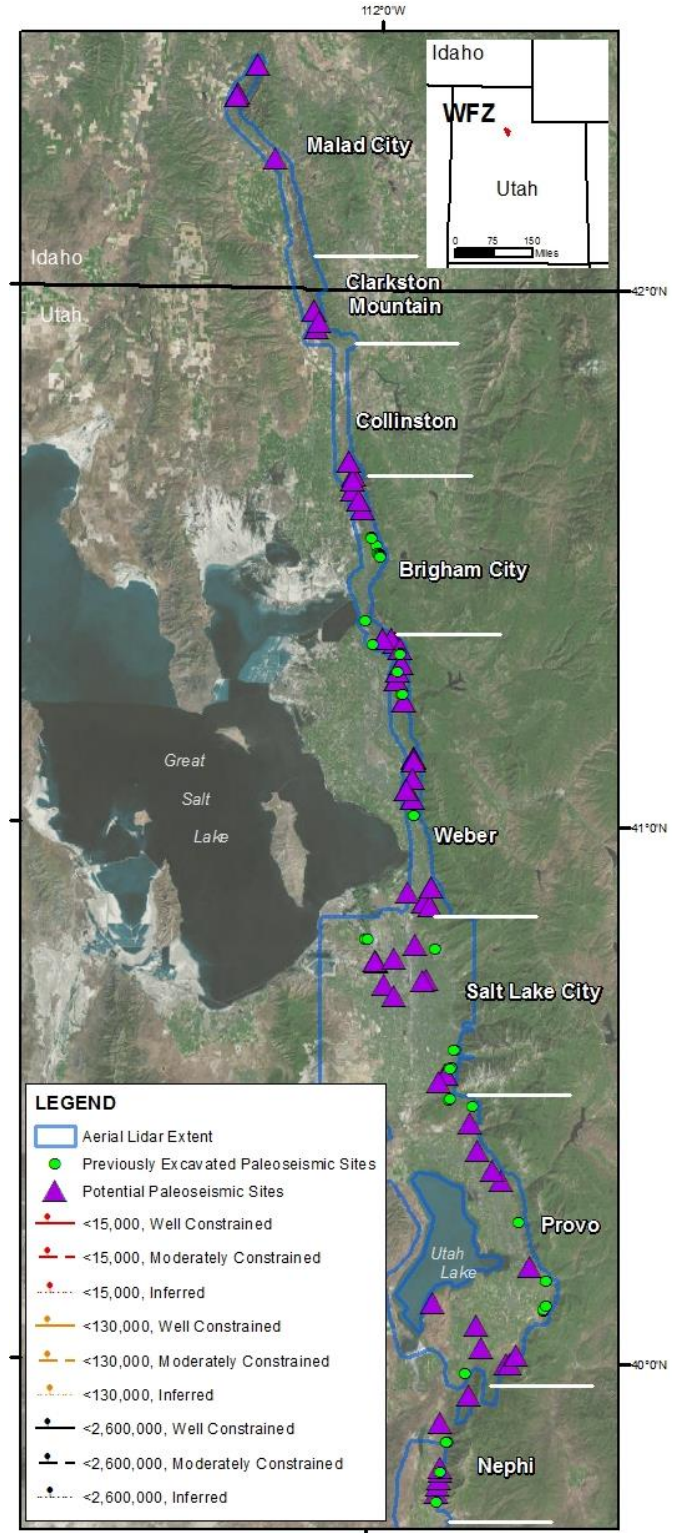 112°0'W
Idaho
WFZ
Utah
0 75 150
Miles
Malad City
Idaho
Utah
Clarkston
Mountain
42°0'N
Collinston
Brigham City
Great
Salt
Lake
41°0'N
Weber
Salt Lake City
LEGEND
Aerial Lidar Extent
Previously Excavated Paleoseismic Sites
Potential Paleoseismic Sites
<15,000, Well Constrained
<15,000, Moderately Constrained
<15,000, Inferred
<130,000, Well Constrained
<130,000, Moderately Constrained
<130,000, Inferred
<2,600,000, Well Constrained
<2,600,000, Moderately Constrained
<2,600,000, Inferred
Provo
Utah
Lake
40°0'N
Nephi